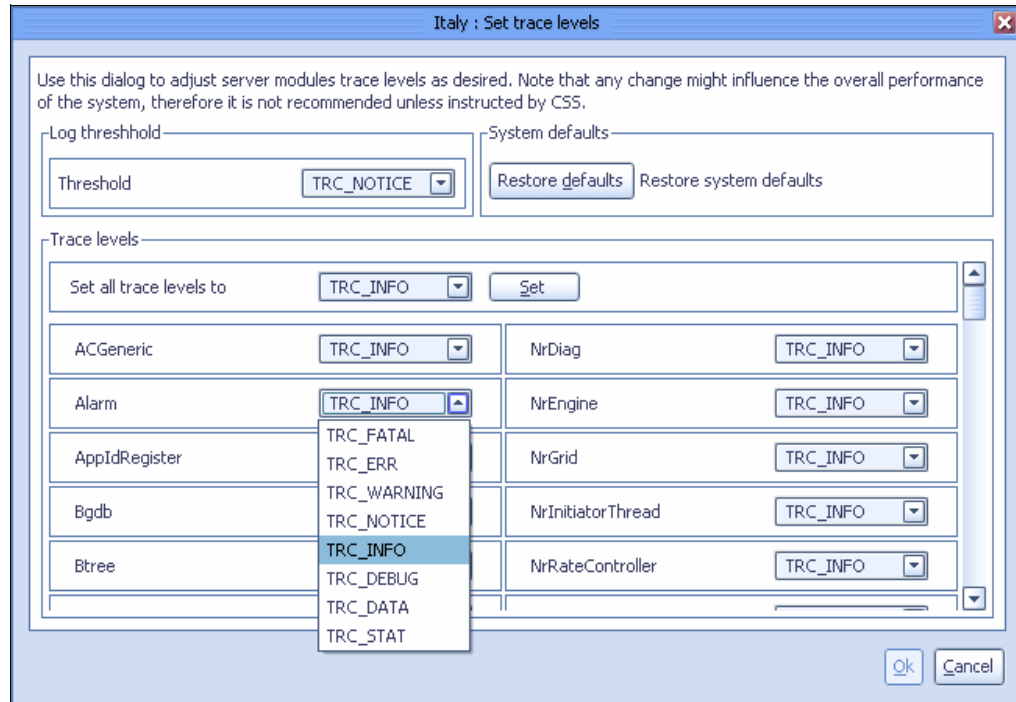 Italy : Set trace levels
Use this dialog to adjust server modules trace levels as desired. Note that any change might influence the overall performance
of the system, therefore it is not recommended unless instructed by CSS.
Log threshhold
System defaults
Threshold TRC_NOTICE
Restore defaults Restore system defaults
Trace levels
Set all trace levels to TRC_INFO Set
ACGeneric TRC_INFO NrDiag TRC_INFO
Alarm TRC_INFO NrEngine TRC_INFO
TRC_FATAL
AppIdRegister TRC_ERR NrGrid TRC_INFO
TRC_WARNING
Bgdb TRC_NOTICE NrInitiatorThread TRC_INFO
TRC_INFO
Btree TRC_DEBUG NrRateController TRC_INFO
TRC_DATA
TRC_STAT
Ok Cancel